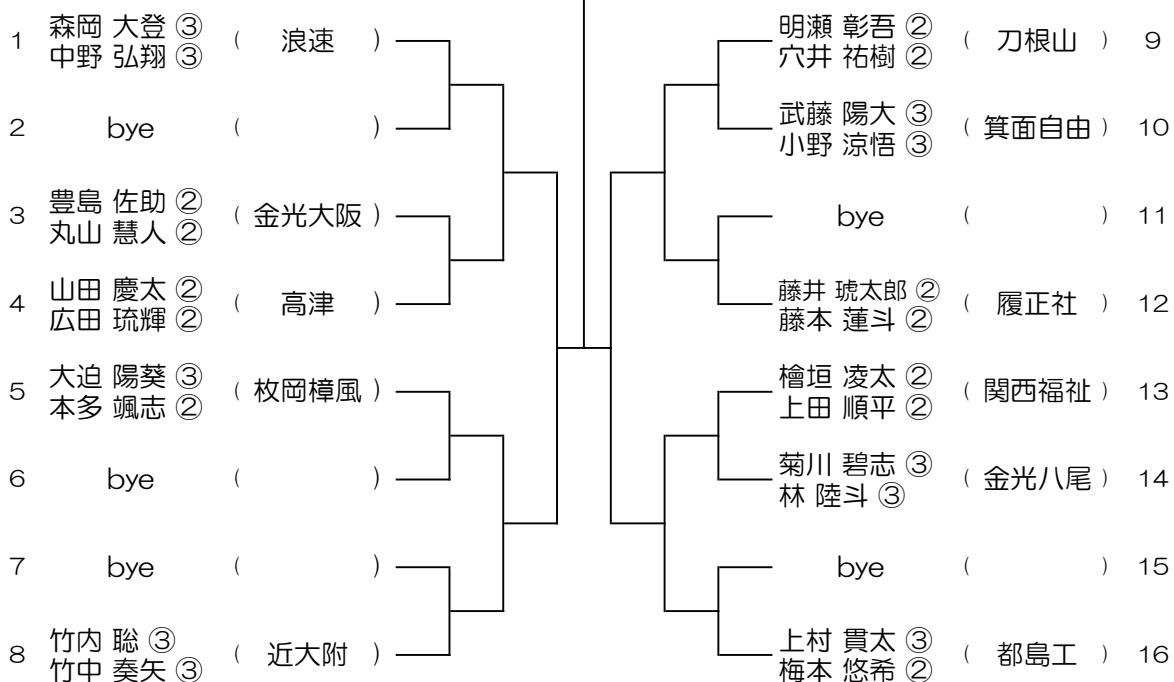 1 森岡 大登 ③ ( 浪速 )
中野 弘翔 ③
2 bye ( )
3 豊島 佐助 ② ( 金光大阪 )
丸山 慧人 ②
4 山田 慶太 ② ( 高津 )
広田 琉輝 ②
5 大迫 陽葵 ③ ( 枚岡樟風 )
本多 颯志 ②
6 bye ( )
7 bye ( )
8 竹内 聡 ③ ( 近大附 )
竹中 奏矢 ③
明瀬 彰吾 ② ( 刀根山 ) 9
穴井 祐樹 ②
武藤 陽大 ③ ( 箕面自由 ) 10
小野 涼悟 ③
bye ( ) 11
藤井 琥太郎 ② ( 履正社 ) 12
藤本 蓮斗 ②
檜垣 凌太 ② ( 関西福祉 ) 13
上田 順平 ②
菊川 碧志 ③ ( 金光八尾 ) 14
林 陸斗 ③
bye ( ) 15
上村 貫太 ③ ( 都島工 ) 16
梅本 悠希 ②